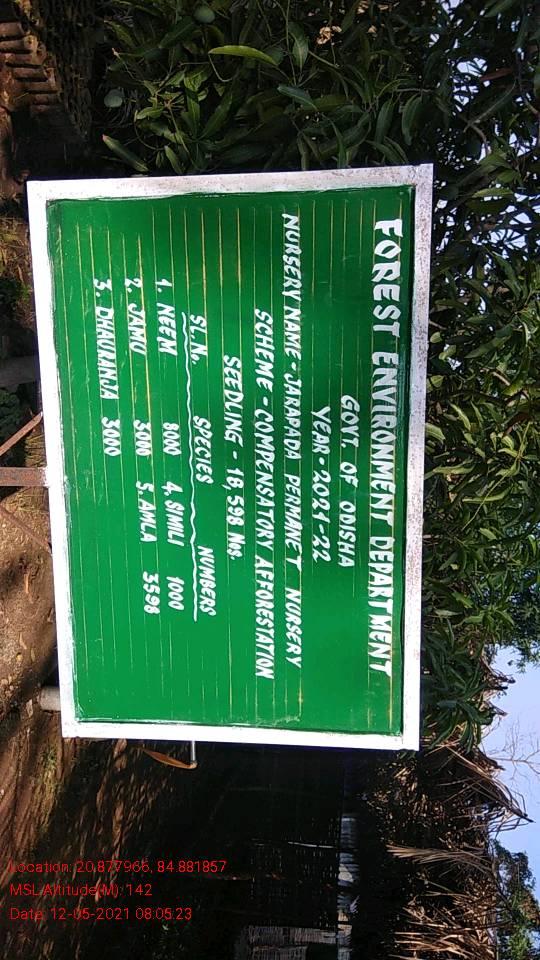 FOREST ENVIRONMENT DEPARTMENT
GOVT. OF ODISHA
YEAR - 2021-22
NURSERY NAME - JARAPADA PERMANET NURSERY
SCHEME - COMPENSATORY AFFORESTATION
SEEDLING - 18,598 Nos.
SL.N. SPECIES NUMBERS
1. NEEM 8000 4. SIMILI 1000
2. JAMU 3000 5. AMLA 3598
3. DHAURANJA 3000
Location: 20.877966, 84.881857
MSL Altitude(M): 142
Date: 12-05-2021 08:05:23